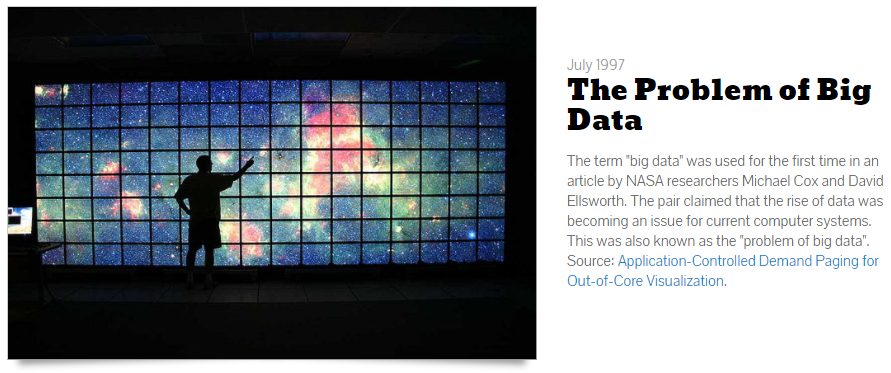 July 1997
The Problem of Big
Data
The term "big data" was used for the first time in an
article by NASA researchers Michael Cox and David
Ellsworth. The pair claimed that the rise of data was
becoming an issue for current computer systems.
This was also known as the "problem of big data".
Source: Application-Controlled Demand Paging for
Out-of-Core Visualization.